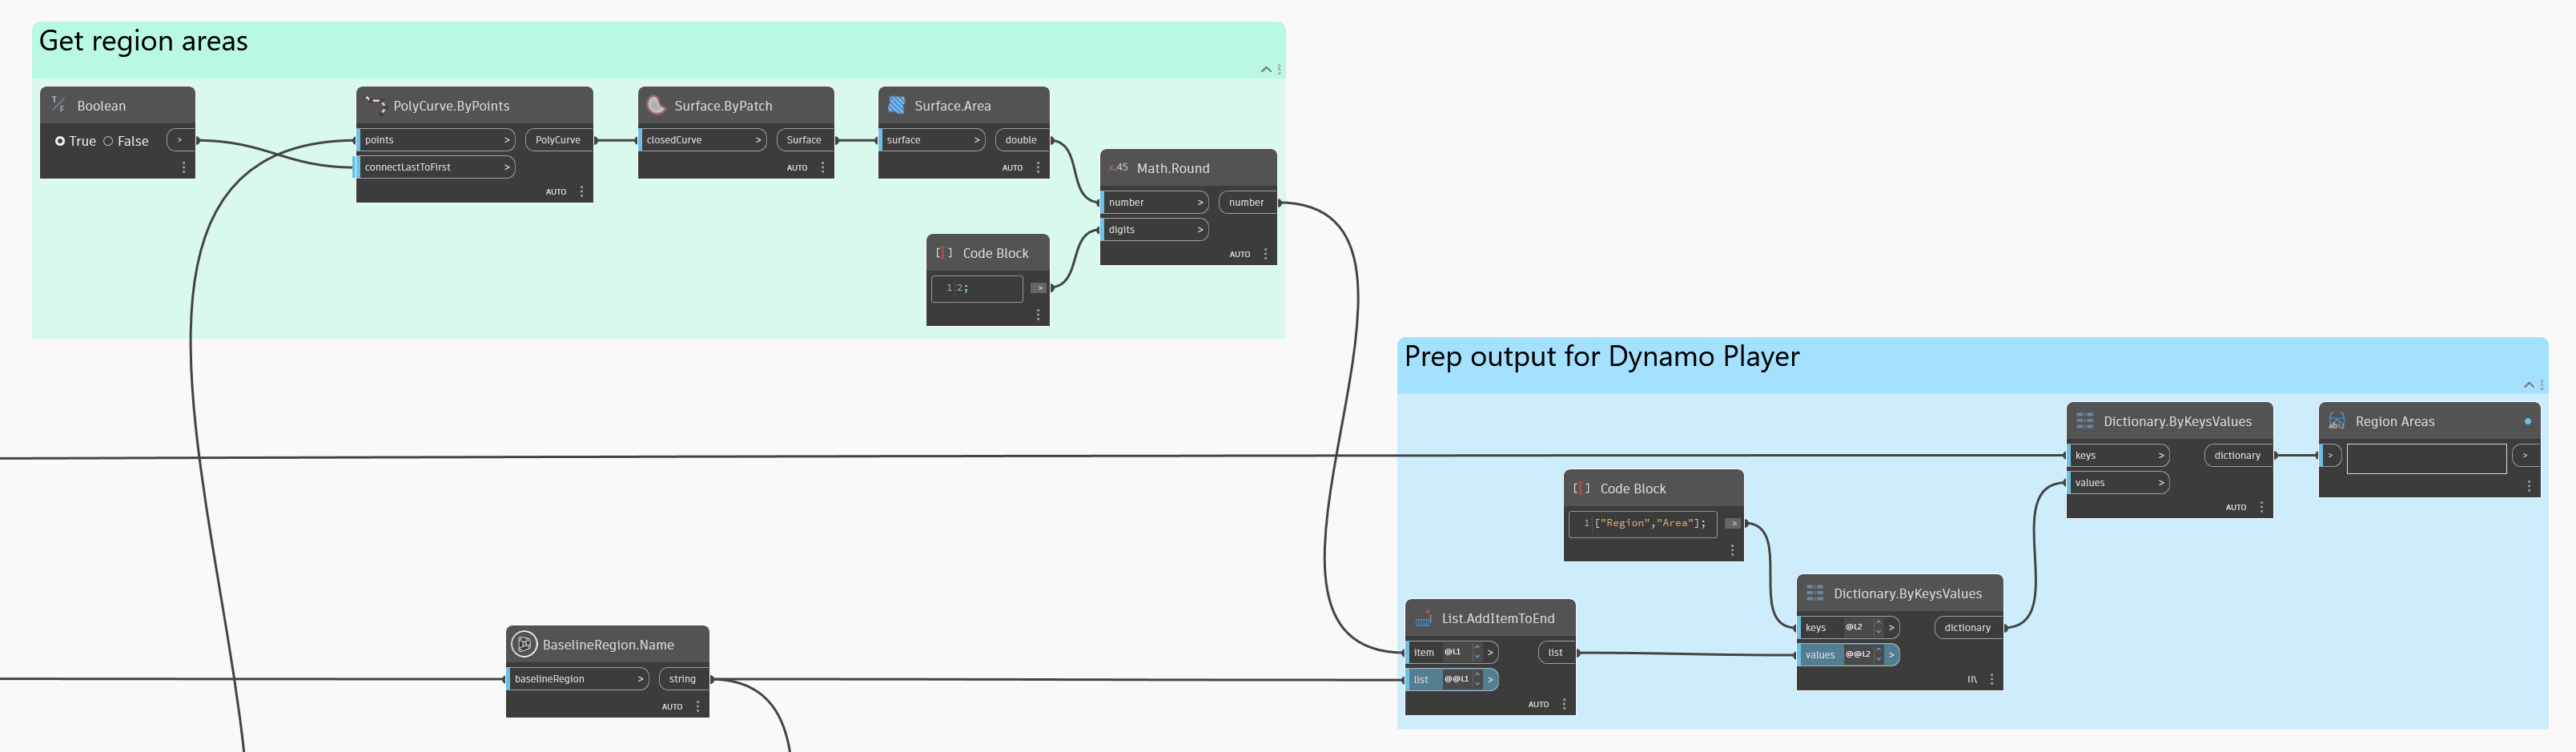 Get region areas
Boolean
True False >
PolyCurve.ByPoints
points > PolyCurve
connectLastToFirst >
AUTO
Surface.ByPatch
closedCurve > Surface
AUTO
Surface.Area
surface > double
AUTO
x.45 Math.Round
number > number
digits >
AUTO
Code Block
1 2; >
Prep output for Dynamo Player
Dictionary.ByKeysValues
keys > dictionary
values >
AUTO
Region Areas
> >
Code Block
1 ["Region","Area"]; >
Dictionary.ByKeysValues
keys @L2 > dictionary
values @@L2 >
List.AddItemToEnd
item @L1 > list
list @@L1 >
AUTO
BaselineRegion.Name
baselineRegion > string
AUTO